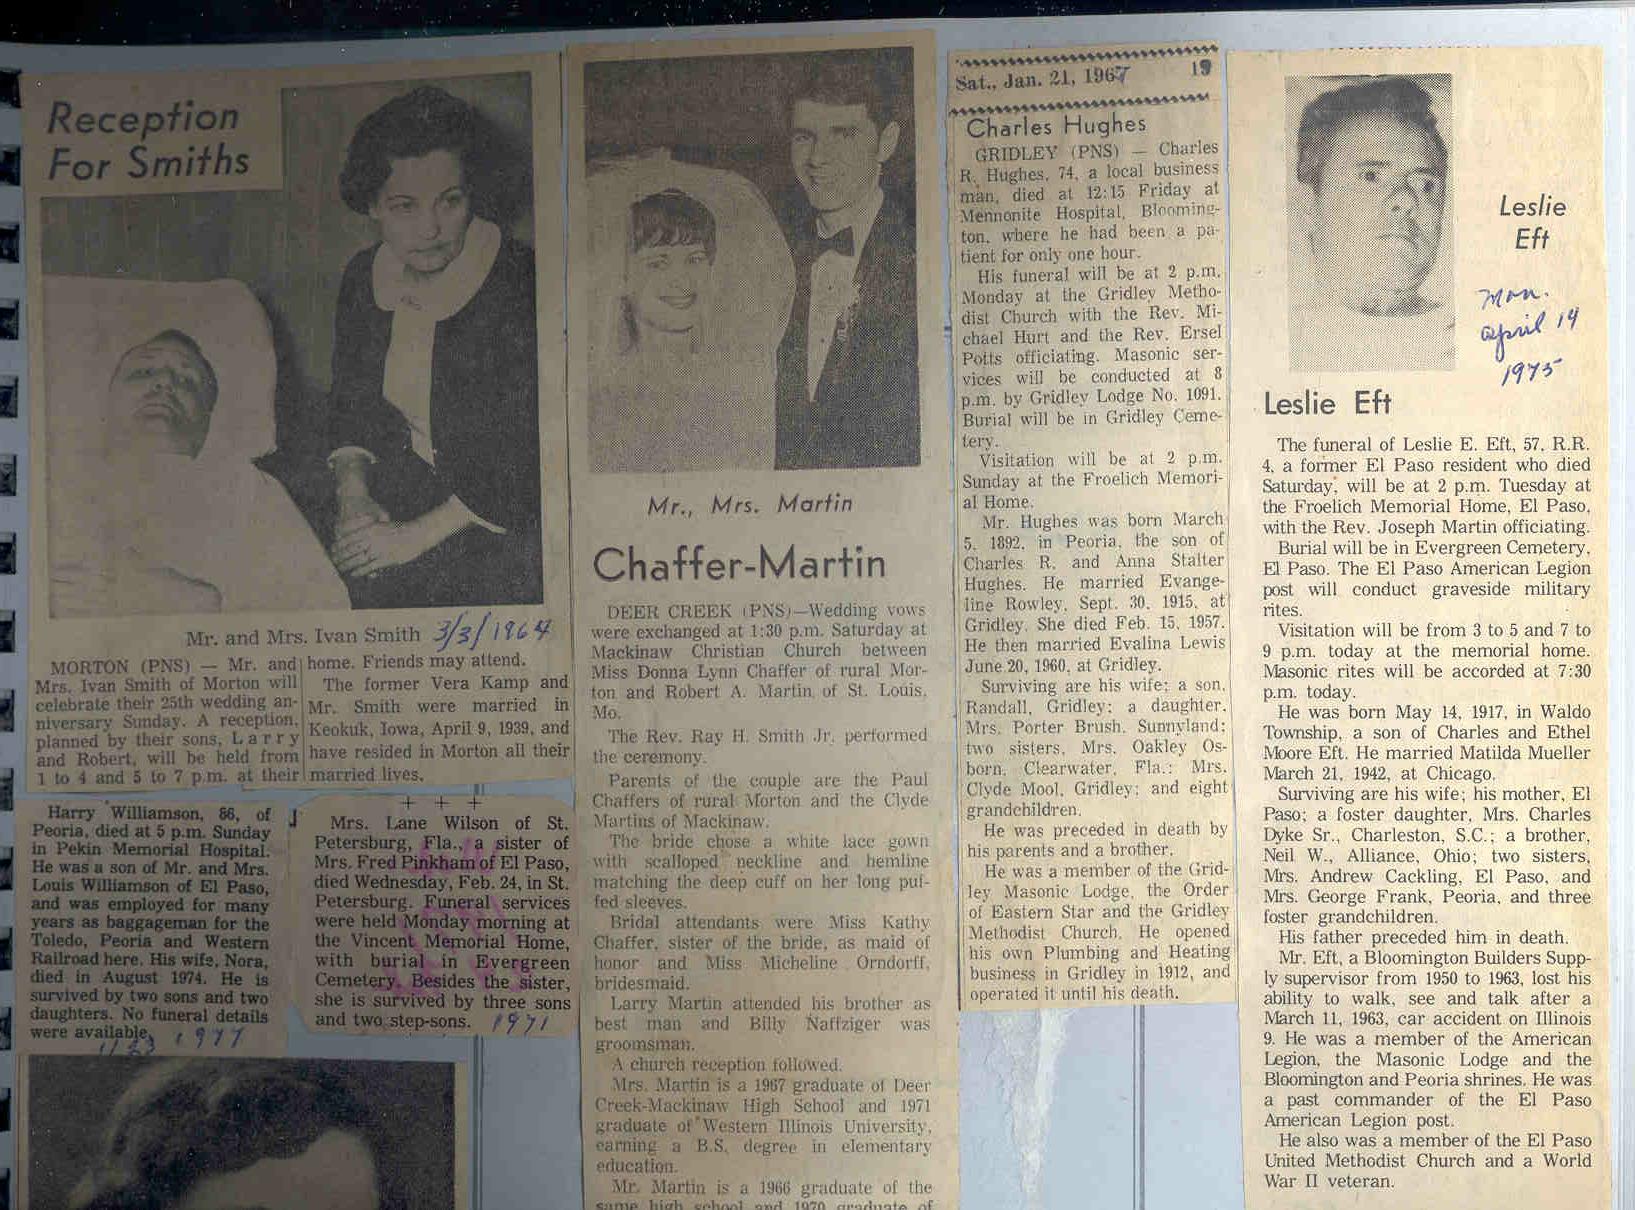 Reception
For Smiths
Mr. and Mrs. Ivan Smith 3/3/1964
MORTON (PNS) — Mr. and
Mrs. Ivan Smith of Morton will
celebrate their 25th wedding an-
niversary Sunday. A reception,
planned by their sons, Larry
and Robert, will be held from
1 to 4 and 5 to 7 p.m. at their
home. Friends may attend.
The former Vera Kamp and
Mr. Smith were married in
Keokuk, Iowa, April 9, 1939, and
have resided in Morton all their
married lives.
Harry Williamson, 86, of
Peoria, died at 5 p.m. Sunday
in Pekin Memorial Hospital.
He was a son of Mr. and Mrs.
Louis Williamson of El Paso,
and was employed for many
years as baggageman for the
Toledo, Peoria and Western
Railroad here. His wife, Nora,
died in August 1974. He is
survived by two sons and two
daughters. No funeral details
were available.
1/23 1977
+ + +
Mrs. Lane Wilson of St.
Petersburg, Fla., a sister of
Mrs. Fred Pinkham of El Paso,
died Wednesday, Feb. 24, in St.
Petersburg. Funeral services
were held Monday morning at
the Vincent Memorial Home,
with burial in Evergreen
Cemetery. Besides the sister,
she is survived by three sons
and two step-sons. 1971
Mr., Mrs. Martin
Chaffer-Martin
DEER CREEK (PNS)—Wedding vows
were exchanged at 1:30 p.m. Saturday at
Mackinaw Christian Church between
Miss Donna Lynn Chaffer of rural Mor-
ton and Robert A. Martin of St. Louis,
Mo.
The Rev. Ray H. Smith Jr. performed
the ceremony.
Parents of the couple are the Paul
Chaffers of rural Morton and the Clyde
Martins of Mackinaw.
The bride chose a white lace gown
with scalloped neckline and hemline
matching the deep cuff on her long puf-
fed sleeves.
Bridal attendants were Miss Kathy
Chaffer, sister of the bride, as maid of
honor and Miss Micheline Orndorff,
bridesmaid.
Larry Martin attended his brother as
best man and Billy Naffziger was
groomsman.
A church reception followed.
Mrs. Martin is a 1967 graduate of Deer
Creek-Mackinaw High School and 1971
graduate of Western Illinois University,
earning a B.S. degree in elementary
education.
Mr. Martin is a 1966 graduate of the
same high school and 1970 graduate of
Sat., Jan. 21, 1967 19
Charles Hughes
GRIDLEY (PNS) — Charles
R. Hughes, 74, a local business
man, died at 12:15 Friday at
Mennonite Hospital, Blooming-
ton, where he had been a pa-
tient for only one hour.
His funeral will be at 2 p.m.
Monday at the Gridley Metho-
dist Church with the Rev. Mi-
chael Hurt and the Rev. Ersel
Potts officiating. Masonic ser-
vices will be conducted at 8
p.m. by Gridley Lodge No. 1091.
Burial will be in Gridley Ceme-
tery.
Visitation will be at 2 p.m.
Sunday at the Froelich Memori-
al Home.
Mr. Hughes was born March
5, 1892, in Peoria, the son of
Charles R. and Anna Stalter
Hughes. He married Evange-
line Rowley, Sept. 30, 1915, at
Gridley. She died Feb. 15, 1957.
He then married Evalina Lewis
June 20, 1960, at Gridley.
Surviving are his wife; a son,
Randall, Gridley; a daughter,
Mrs. Porter Brush, Sunnyland;
two sisters, Mrs. Oakley Os-
born, Clearwater, Fla.; Mrs.
Clyde Mool, Gridley; and eight
grandchildren.
He was preceded in death by
his parents and a brother.
He was a member of the Grid-
ley Masonic Lodge, the Order
of Eastern Star and the Gridley
Methodist Church. He opened
his own Plumbing and Heating
business in Gridley in 1912, and
operated it until his death.
Leslie
Eft
Mon.
april 14
1975
Leslie Eft
The funeral of Leslie E. Eft, 57, R.R.
4, a former El Paso resident who died
Saturday, will be at 2 p.m. Tuesday at
the Froelich Memorial Home, El Paso,
with the Rev. Joseph Martin officiating.
Burial will be in Evergreen Cemetery,
El Paso. The El Paso American Legion
post will conduct graveside military
rites.
Visitation will be from 3 to 5 and 7 to
9 p.m. today at the memorial home.
Masonic rites will be accorded at 7:30
p.m. today.
He was born May 14, 1917, in Waldo
Township, a son of Charles and Ethel
Moore Eft. He married Matilda Mueller
March 21, 1942, at Chicago.
Surviving are his wife; his mother, El
Paso; a foster daughter, Mrs. Charles
Dyke Sr., Charleston, S.C.; a brother,
Neil W., Alliance, Ohio; two sisters,
Mrs. Andrew Cackling, El Paso, and
Mrs. George Frank, Peoria, and three
foster grandchildren.
His father preceded him in death.
Mr. Eft, a Bloomington Builders Supp-
ly supervisor from 1950 to 1963, lost his
ability to walk, see and talk after a
March 11, 1963, car accident on Illinois
9. He was a member of the American
Legion, the Masonic Lodge and the
Bloomington and Peoria shrines. He was
a past commander of the El Paso
American Legion post.
He also was a member of the El Paso
United Methodist Church and a World
War II veteran.